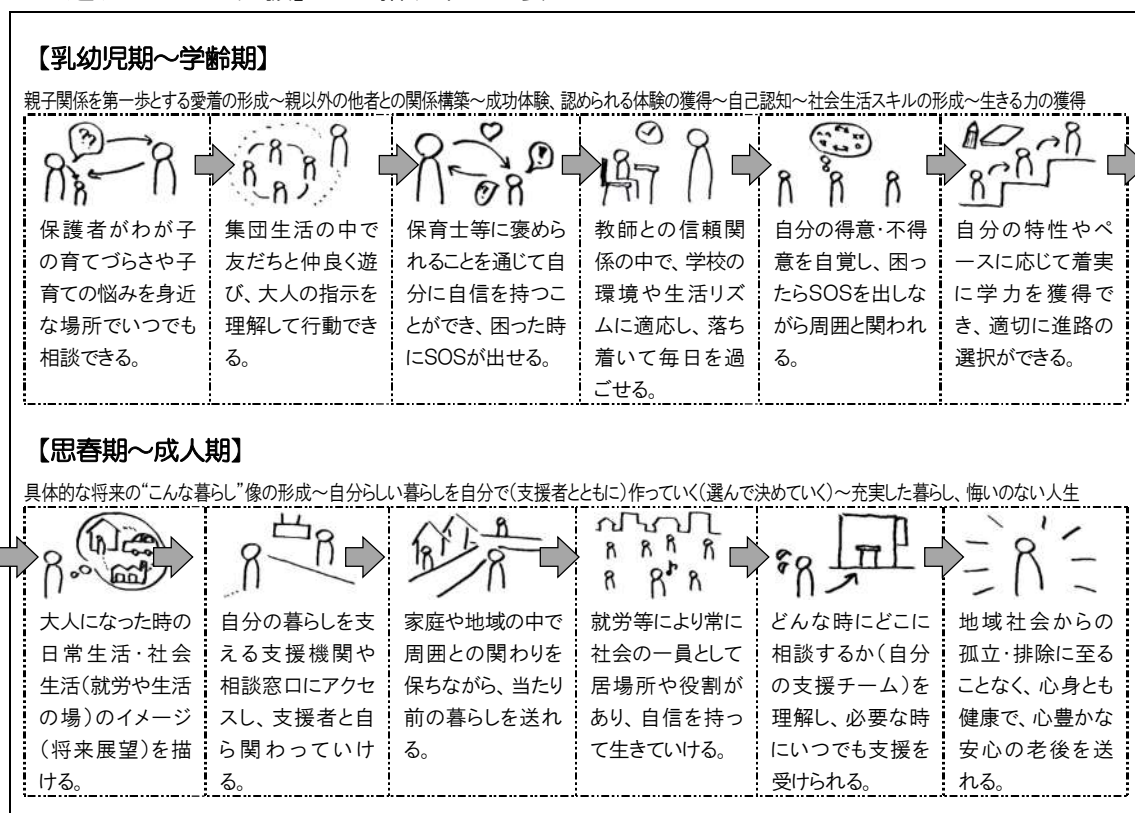 【乳幼児期～学齢期】
親子関係を第一歩とする愛着の形成～親以外の他者との関係構築～成功体験、認められる体験の獲得～自己認知～社会生活スキルの形成～生きる力の獲得
保護者がわが子
の育てづらさや子
育ての悩みを身近
な場所でいつでも
相談できる。
集団生活の中で
友だちと仲良く遊
び、大人の指示を
理解して行動でき
る。
保育士等に褒めら
れることを通じて自
分に自信を持つこ
とができ、困った時
にSOSが出せる。
教師との信頼関
係の中で、学校の
環境や生活リズ
ムに適応し、落ち
着いて毎日を過
ごせる。
自分の得意・不得
意を自覚し、困っ
たらSOSを出しな
がら周囲と関われ
る。
自分の特性やペ
ースに応じて着実
に学力を獲得で
き、適切に進路の
選択ができる。
【思春期～成人期】
具体的な将来の“こんな暮らし”像の形成～自分らしい暮らしを自分で(支援者とともに)作っていく(選んで決めていく)～充実した暮らし、悔いのない人生
大人になった時の
日常生活・社会
生活(就労や生活
の場)のイメージ
(将来展望)を描
ける。
自分の暮らしを支
える支援機関や
相談窓口にアクセ
スし、支援者と自
ら関わっていけ
る。
家庭や地域の中で
周囲との関わりを
保ちながら、当たり
前の暮らしを送れ
る。
就労等により常に
社会の一員として
居場所や役割が
あり、自信を持っ
て生きていける。
どんな時にどこに
相談するか(自分
の支援チーム)を
理解し、必要な時
にいつでも支援を
受けられる。
地域社会からの
孤立・排除に至る
ことなく、心身とも
健康で、心豊かな
安心の老後を送
れる。